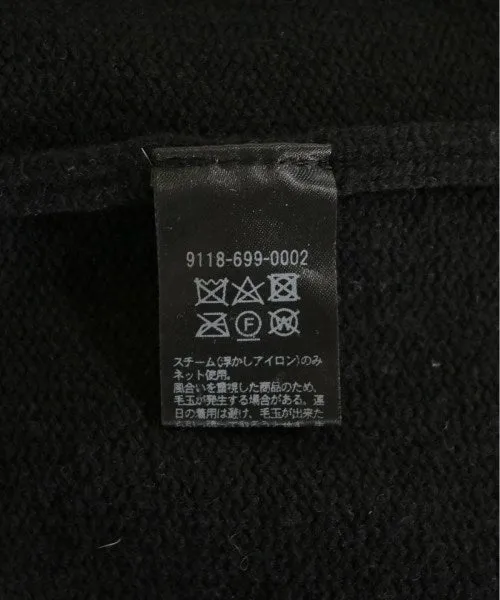 9118-699-0002
F
W
スチーム(浮かしアイロン)のみ
ネット使用。
風合いを重視した商品のため、
毛玉が発生する場合がある。連
日の着用は避け、毛玉が出来た